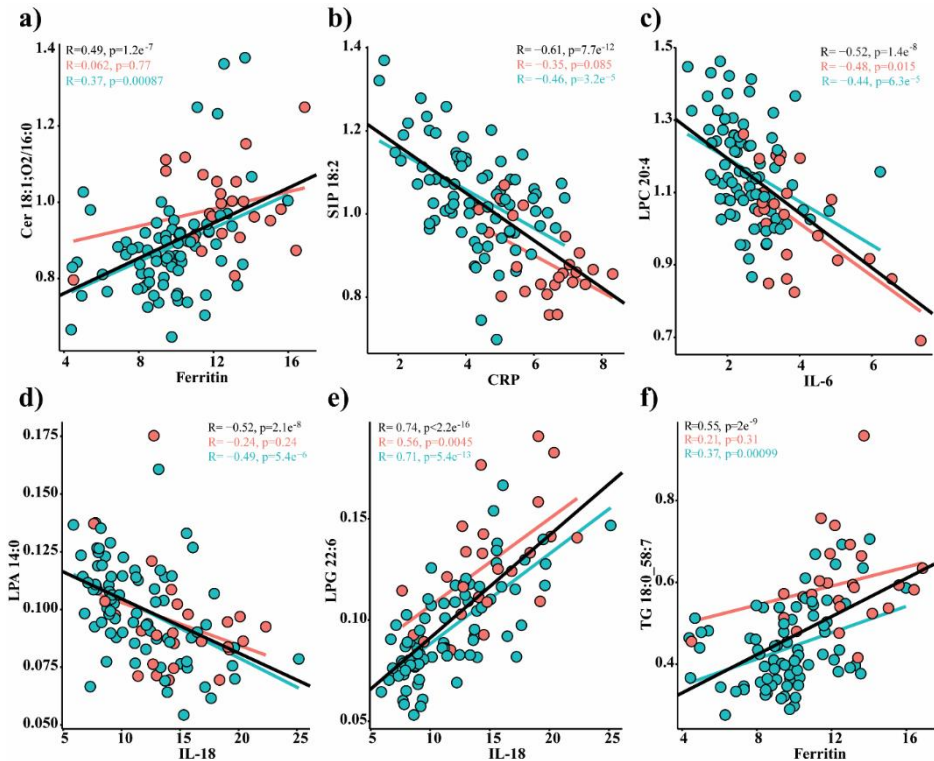 a)
R=0.49, p=1.2e-7
R=0.062, p=0.77
R=0.37, p=0.00087
Cer 18:1;O2/16:0
1.4
1.2
1.0
0.8
4
8
12
16
Ferritin
b)
R= −0.61, p=7.7e-12
R= −0.35, p=0.085
R= −0.46, p=3.2e-5
S1P 18:2
1.4
1.2
1.0
0.8
2
4
6
8
CRP
c)
R= −0.52, p=1.4e-8
R= −0.48, p=0.015
R= −0.44, p=6.3e-5
LPC 20:4
1.5
1.3
1.1
0.9
0.7
2
4
6
IL-6
d)
R= −0.52, p=2.1e-8
R= −0.24, p=0.24
R= −0.49, p=5.4e-6
LPA 14:0
0.175
0.150
0.125
0.100
0.075
0.050
5
10
15
20
25
IL-18
e)
R= 0.74, p<2.2e-16
R= 0.56, p=0.0045
R= 0.71, p=5.4e-13
LPG 22:6
0.15
0.10
0.05
5
10
15
20
25
IL-18
f)
R=0.55, p=2e-9
R=0.21, p=0.31
R=0.37, p=0.00099
TG 18:0_58:7
0.8
0.6
0.4
4
8
12
16
Ferritin